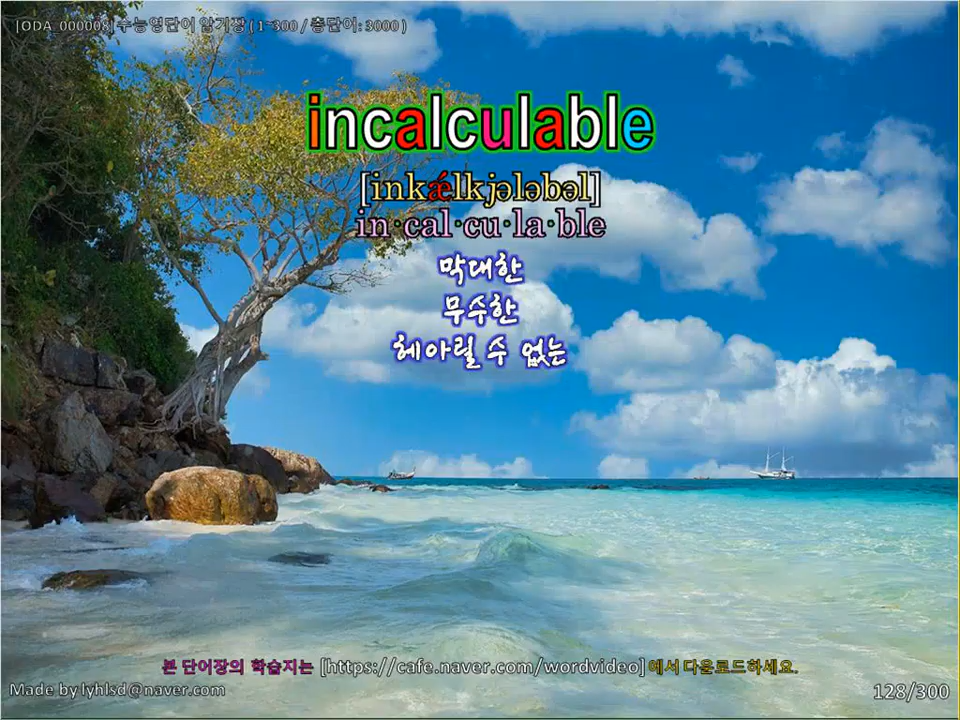 [ODA_000008] 수능영단어 암기장 ( 1~300 / 총단어: 3000 )
incalculable
[inkǽlkjələbəl]
in·cal·cu·la·ble
막대한
무수한
헤아릴 수 없는
본 단어장의 학습지는 [https://cafe.naver.com/wordvideo]에서 다운로드하세요.
Made by lyhlsd@naver.com
128/300